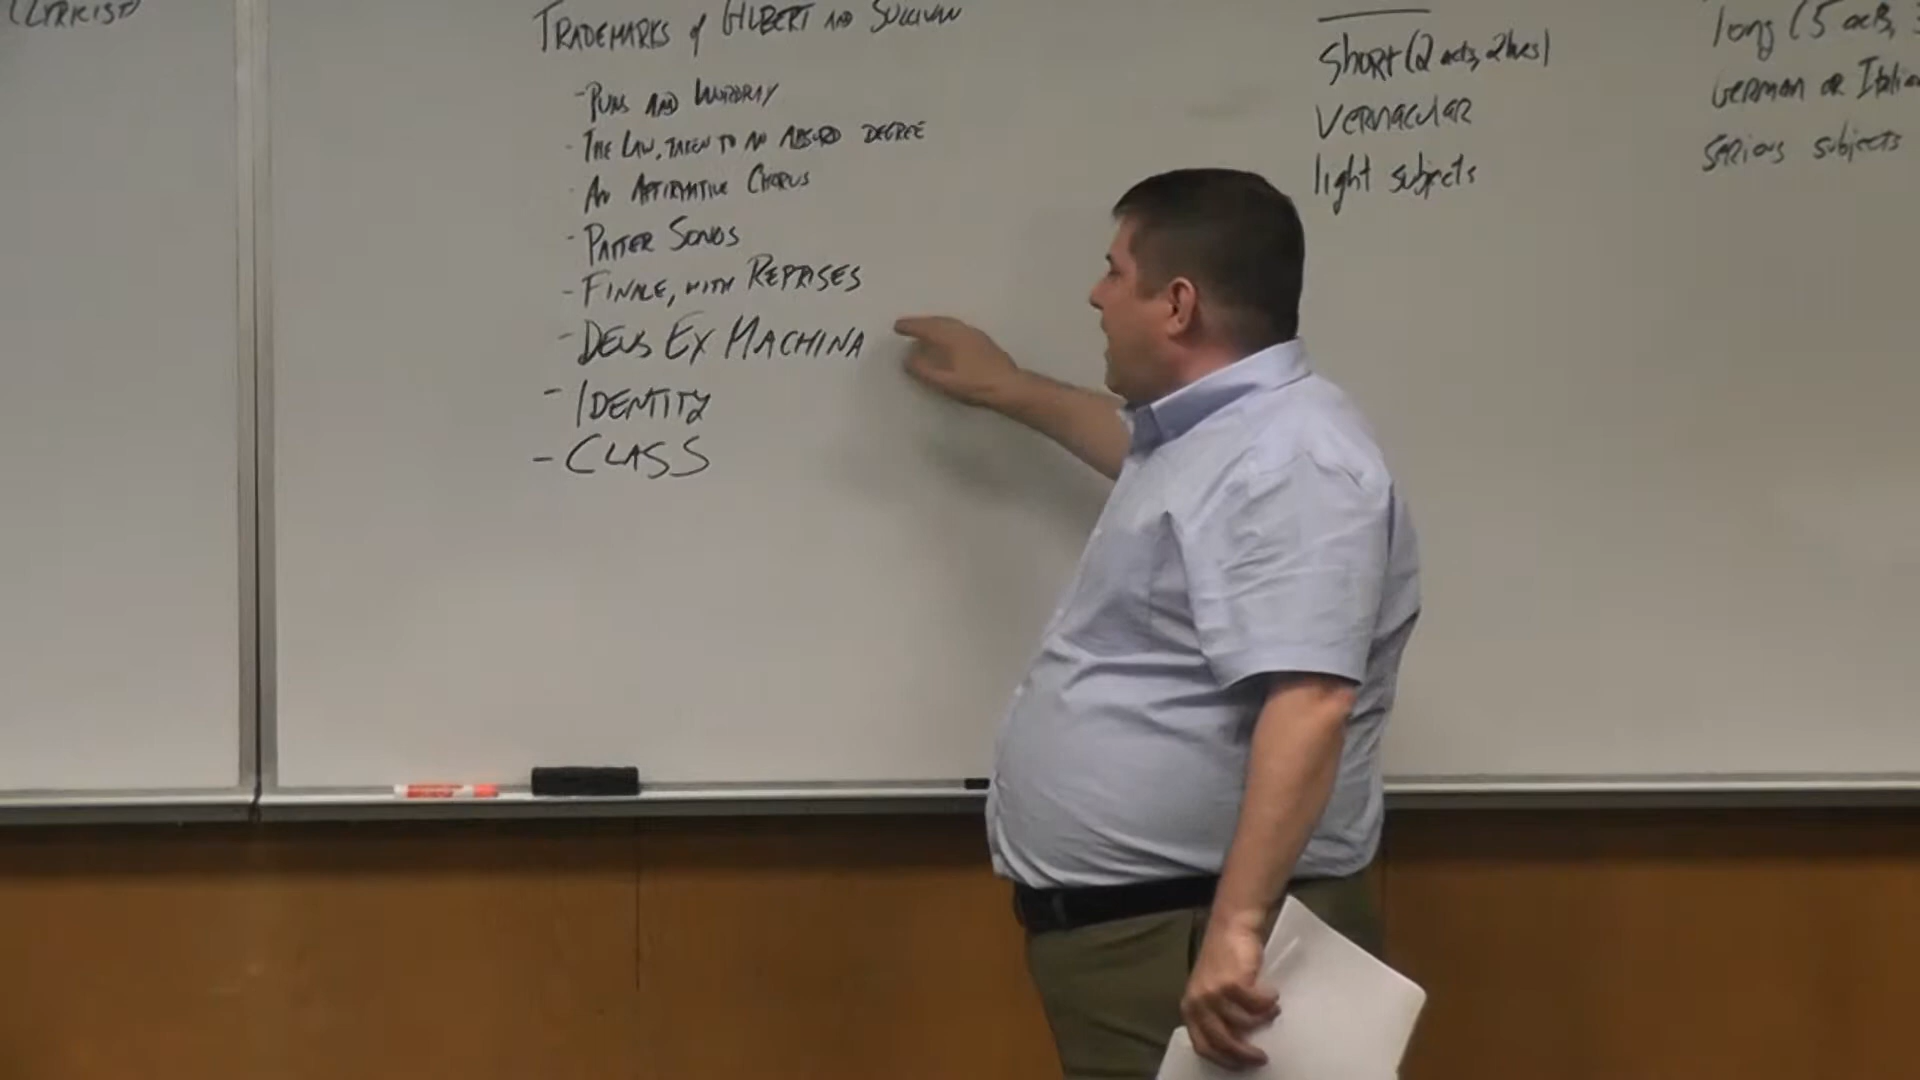 (LYRICIST)
TRADEMARKS of GILBERT AND SULLIVAN
- PUNS AND WORDPLAY
- THE LAW, TAKEN TO AN ABSURD DEGREE
- AN AFFIRMATIVE CHORUS
- PATTER SONGS
- FINALE, WITH REPRISES
- DEUS EX MACHINA
- IDENTITY
- CLASS
Short (2 acts, 2 hrs)
Vernacular
light subjects
long (5 acts,
German or Italian
Serious subjects